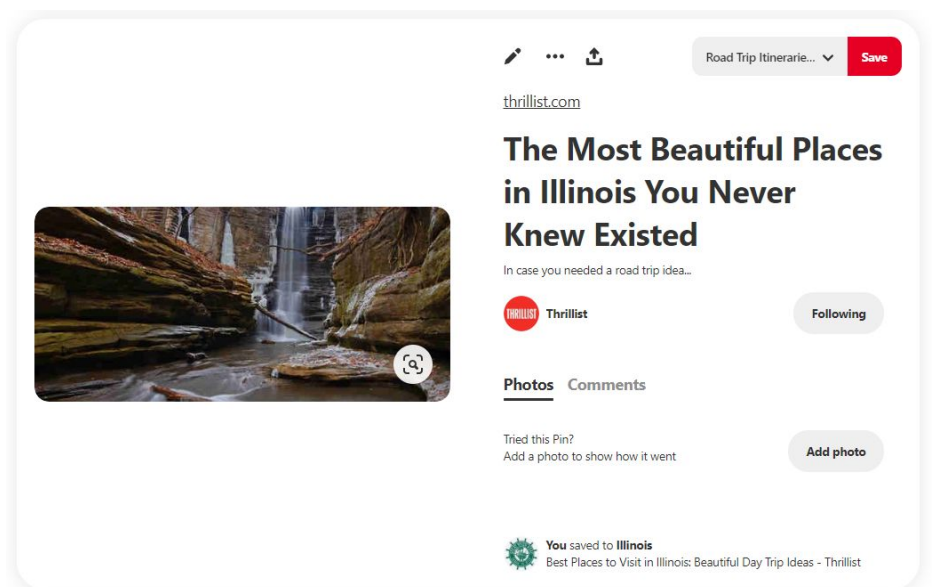 Road Trip Itinerarie...
Save
thrillist.com
The Most Beautiful Places
in Illinois You Never
Knew Existed
In case you needed a road trip idea...
THRILLIST
Thrillist
Following
Photos Comments
Tried this Pin?
Add a photo to show how it went
Add photo
You saved to Illinois
Best Places to Visit in Illinois: Beautiful Day Trip Ideas - Thrillist